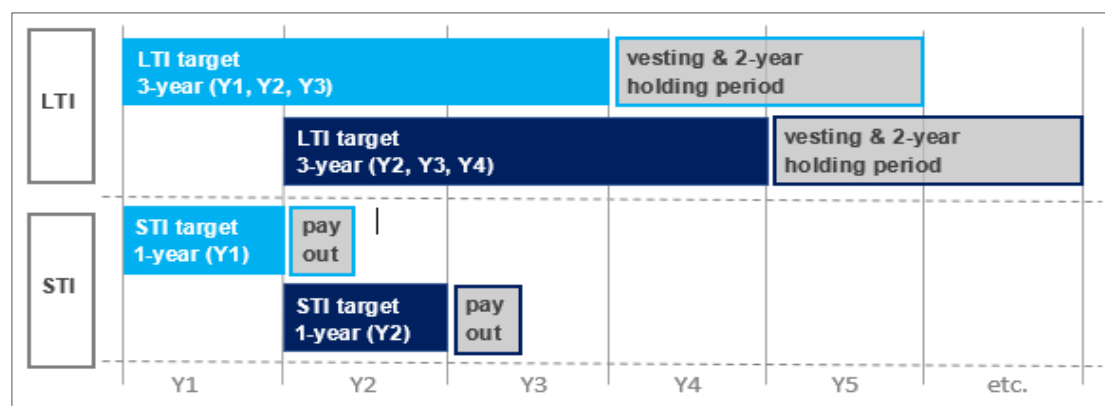 LTI
LTI target
3-year (Y1, Y2, Y3)
vesting & 2-year
holding period
LTI target
3-year (Y2, Y3, Y4)
vesting & 2-year
holding period
STI
STI target
1-year (Y1)
pay
out
STI target
1-year (Y2)
pay
out
Y1 Y2 Y3 Y4 Y5 etc.